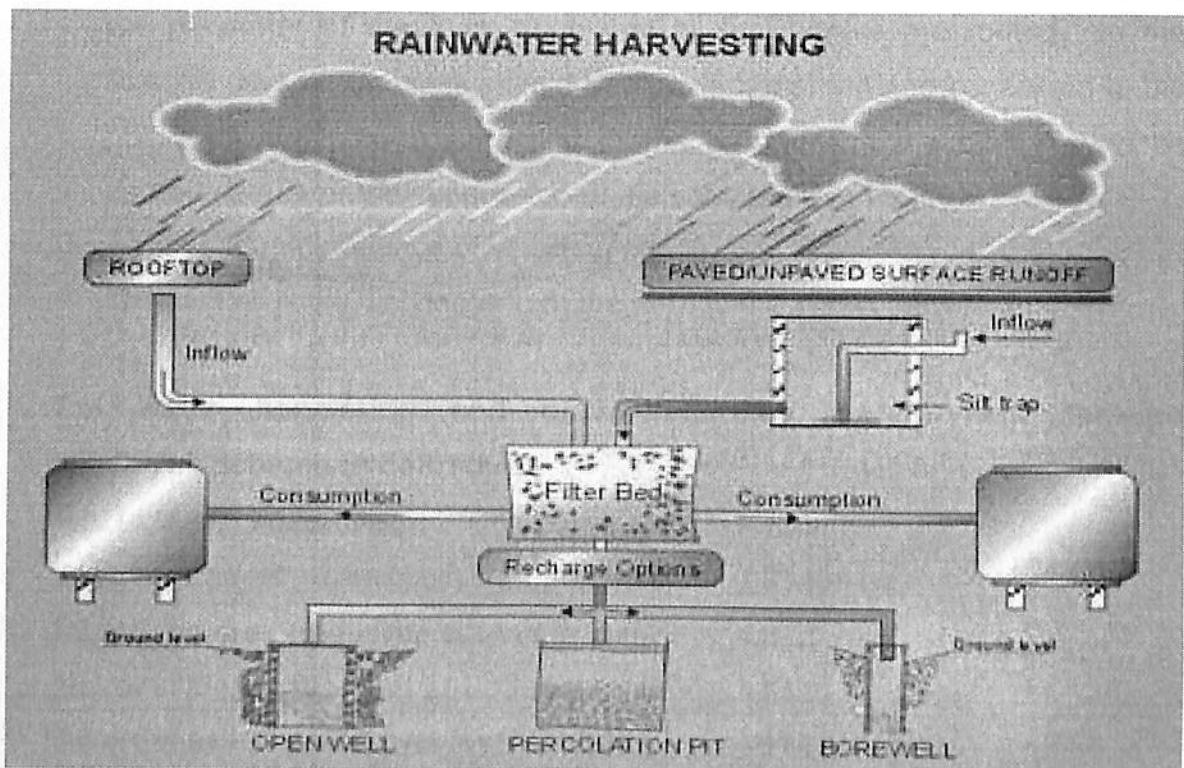 RAINWATER HARVESTING
ROOFTOP
PAVED/UNPAVED SURFACE RUNOFF
Inflow
Inflow
Silt trap
Filter Bed
Consumption
Consumption
Recharge Options
Ground level
Ground level
OPEN WELL
PERCOLATION PIT
BOREWELL